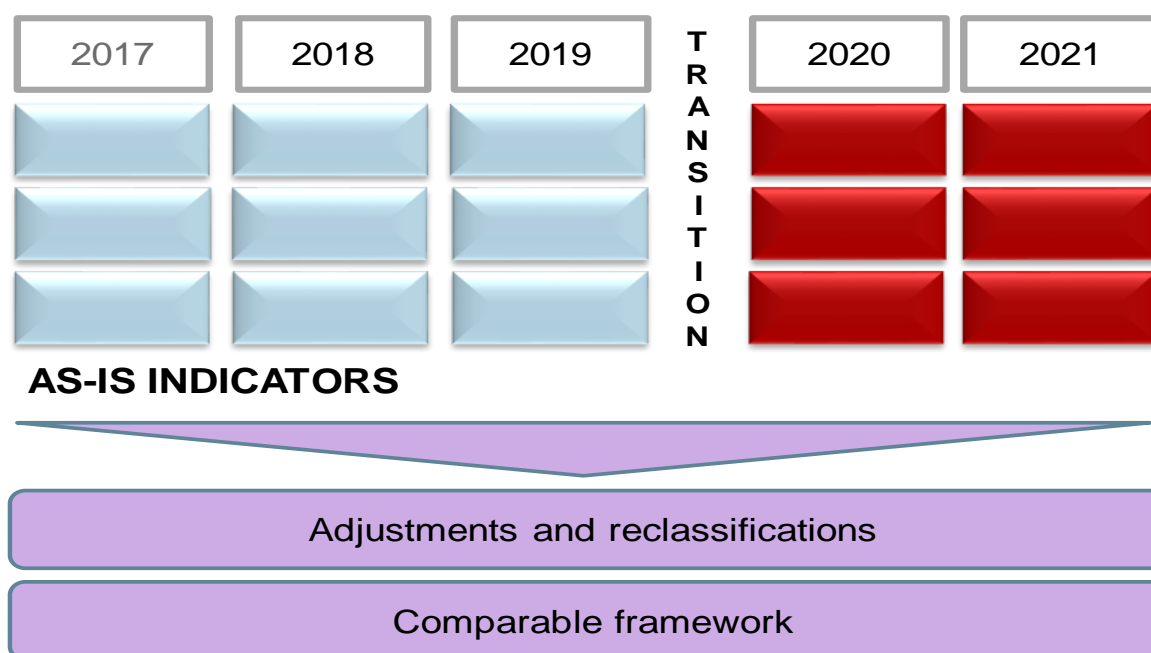 2017
2018
2019
TRANSITION
2020
2021
AS-IS INDICATORS
Adjustments and reclassifications
Comparable framework